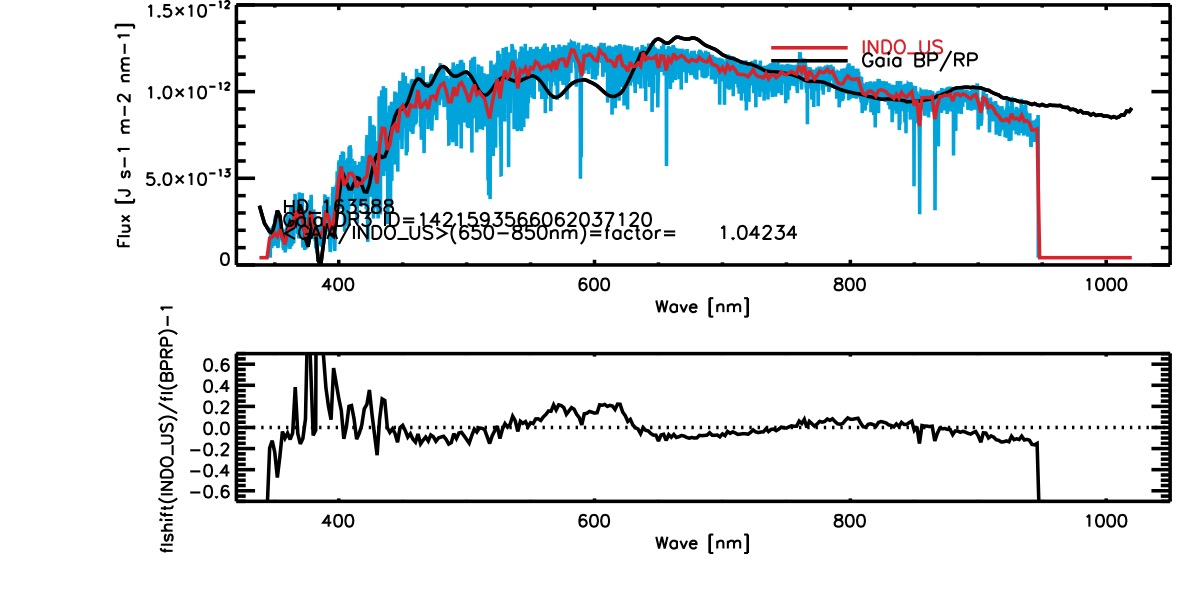 1.5×10−12
1.0×10−12
5.0×10−13
0
Flux [J s−1 m−2 nm−1]
INDO_US
Gaia BP/RP
HD_163588
Gaia DR3 ID=1421593566062037120
<GAIA/INDO_US>(650−850nm)=factor= 1.04234
400 600 800 1000
Wave [nm]
0.6
0.4
0.2
0.0
−0.2
−0.4
−0.6
flshift(INDO_US)/fl(BPRP)−1
400 600 800 1000
Wave [nm]